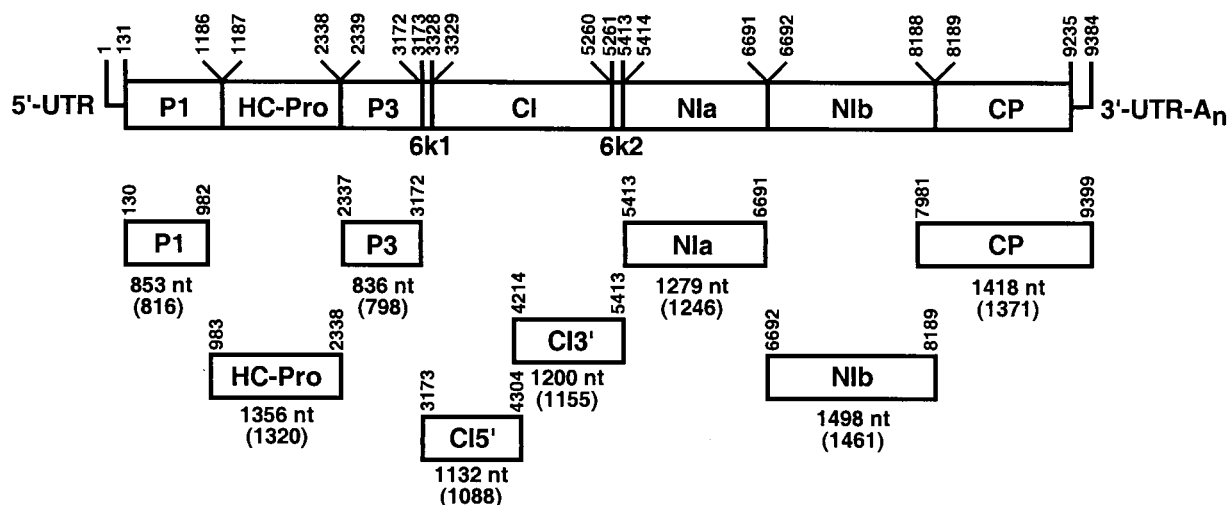 1 131 1186 1187 2338 2339 3172 3173 3328 3329 5260 5261 5413 5414 6691 6692 8188 8189 9235 9384
5'-UTR P1 HC-Pro P3 CI NIa NIb CP 3'-UTR-An
6k1 6k2
130 982 2337 3172 5413 6691 7981 9399
P1 P3 NIa CP
853 nt 836 nt 1279 nt 1418 nt
(816) (798) (1246) (1371)
983 2338 4214 5413 6692 8189
CI3'
1200 nt
(1155)
HC-Pro NIb
1356 nt 1498 nt
(1320) (1461)
3173 4304
CI5'
1132 nt
(1088)